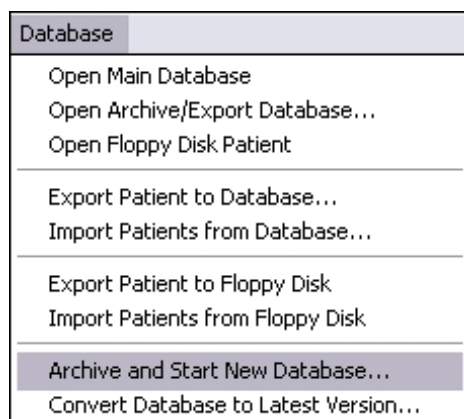 Database
Open Main Database
Open Archive/Export Database...
Open Floppy Disk Patient
Export Patient to Database...
Import Patients from Database...
Export Patient to Floppy Disk
Import Patients from Floppy Disk
Archive and Start New Database...
Convert Database to Latest Version...